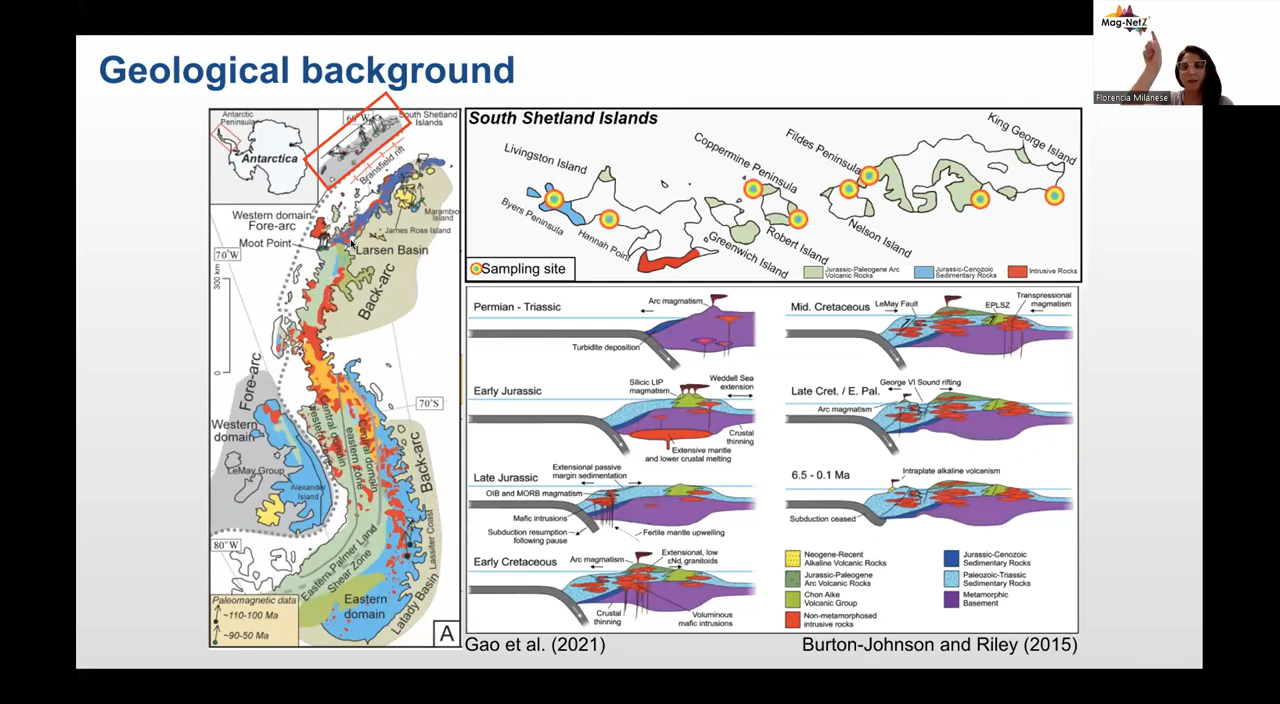 Mag-NetZ
Florencia Milanese
Geological background
Antarctic
Peninsula
Antarctica
60°W
South Shetland
Islands
Bransfield rift
Western domain
Fore-arc
Moot Point
Marambio
Island
James Ross Island
Larsen Basin
70°W
300 km
0
Back-arc
Fore-arc
70°S
Western
domain
LeMay Group
Alexander
Island
Central domain
western zone
Central domain
eastern zone
Back-arc
80°W
Eastern Palmer Land
Shear Zone
Eastern
domain
Latady Basin
Lassiter Coast
Paleomagnetic data
~110-100 Ma
~90-50 Ma
A
South Shetland Islands
Livingston Island
Byers Peninsula
Hannah Point
Coppermine Peninsula
Fildes Peninsula
King George Island
Greenwich Island
Robert Island
Nelson Island
Sampling site
Jurassic-Paleogene Arc
Volcanic Rocks
Jurassic-Cenozoic
Sedimentary Rocks
Intrusive Rocks
Permian - Triassic
Arc magmatism
Turbidite deposition
Early Jurassic
Silicic LIP
magmatism
Weddell Sea
extension
Crustal
thinning
Extensive mantle
and lower crustal melting
Late Jurassic
Extensional passive
margin sedimentation
OIB and MORB magmatism
Mafic intrusions
Subduction resumption
following pause
Fertile mantle upwelling
Early Cretaceous
Arc magmatism
Extensional, low
εNd, granitoids
Crustal
thinning
Voluminous
mafic intrusions
Mid. Cretaceous
LeMay Fault
EPLSZ
Transpressional
magmatism
Late Cret. / E. Pal.
George VI Sound rifting
Arc magmatism
6.5 - 0.1 Ma
Intraplate alkaline volcanism
Subduction ceased
Neogene-Recent
Alkaline Volcanic Rocks
Jurassic-Paleogene
Arc Volcanic Rocks
Chon Aike
Volcanic Group
Non-metamorphosed
intrusive rocks
Jurassic-Cenozoic
Sedimentary Rocks
Paleozoic-Triassic
Sedimentary Rocks
Metamorphic
Basement
Gao et al. (2021)
Burton-Johnson and Riley (2015)